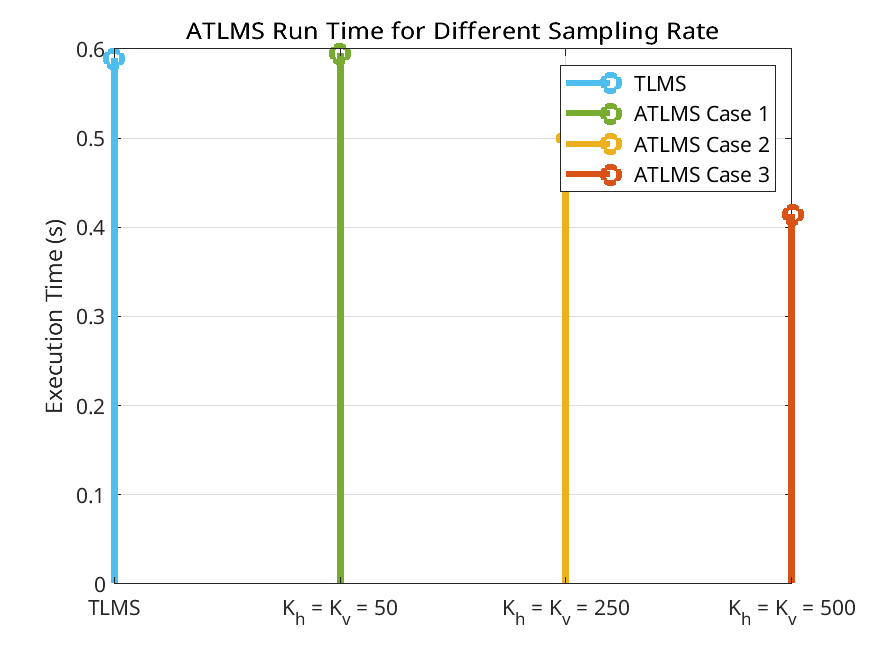 ATLMS Run Time for Different Sampling Rate
0.6
0.5
0.4
0.3
0.2
0.1
0
Execution Time (s)
TLMS
ATLMS Case 1
ATLMS Case 2
ATLMS Case 3
TLMS
K_h = K_v = 50
K_h = K_v = 250
K_h = K_v = 500